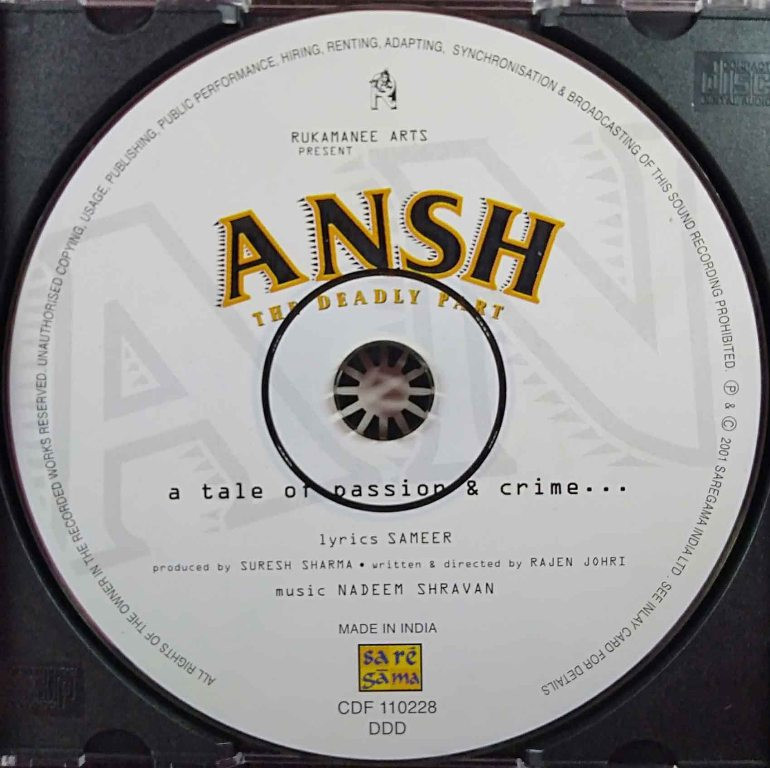 ALL RIGHTS OF THE OWNER IN THE RECORDED WORKS RESERVED. UNAUTHORISED COPYING, USAGE, PUBLISHING, PUBLIC PERFORMANCE, HIRING, RENTING, ADAPTING, SYNCHRONISATION & BROADCASTING OF THIS SOUND RECORDING PROHIBITED. Ⓟ & Ⓒ 2001 SAREGAMA INDIA LTD. SEE INLAY CARD FOR DETAILS
RUKAMANEE ARTS
PRESENT
ANSH
THE DEADLY PART
a tale of passion & crime...
lyrics SAMEER
produced by SURESH SHARMA • written & directed by RAJEN JOHRI
music NADEEM SHRAVAN
MADE IN INDIA
sa rē
gāma
CDF 110228
DDD